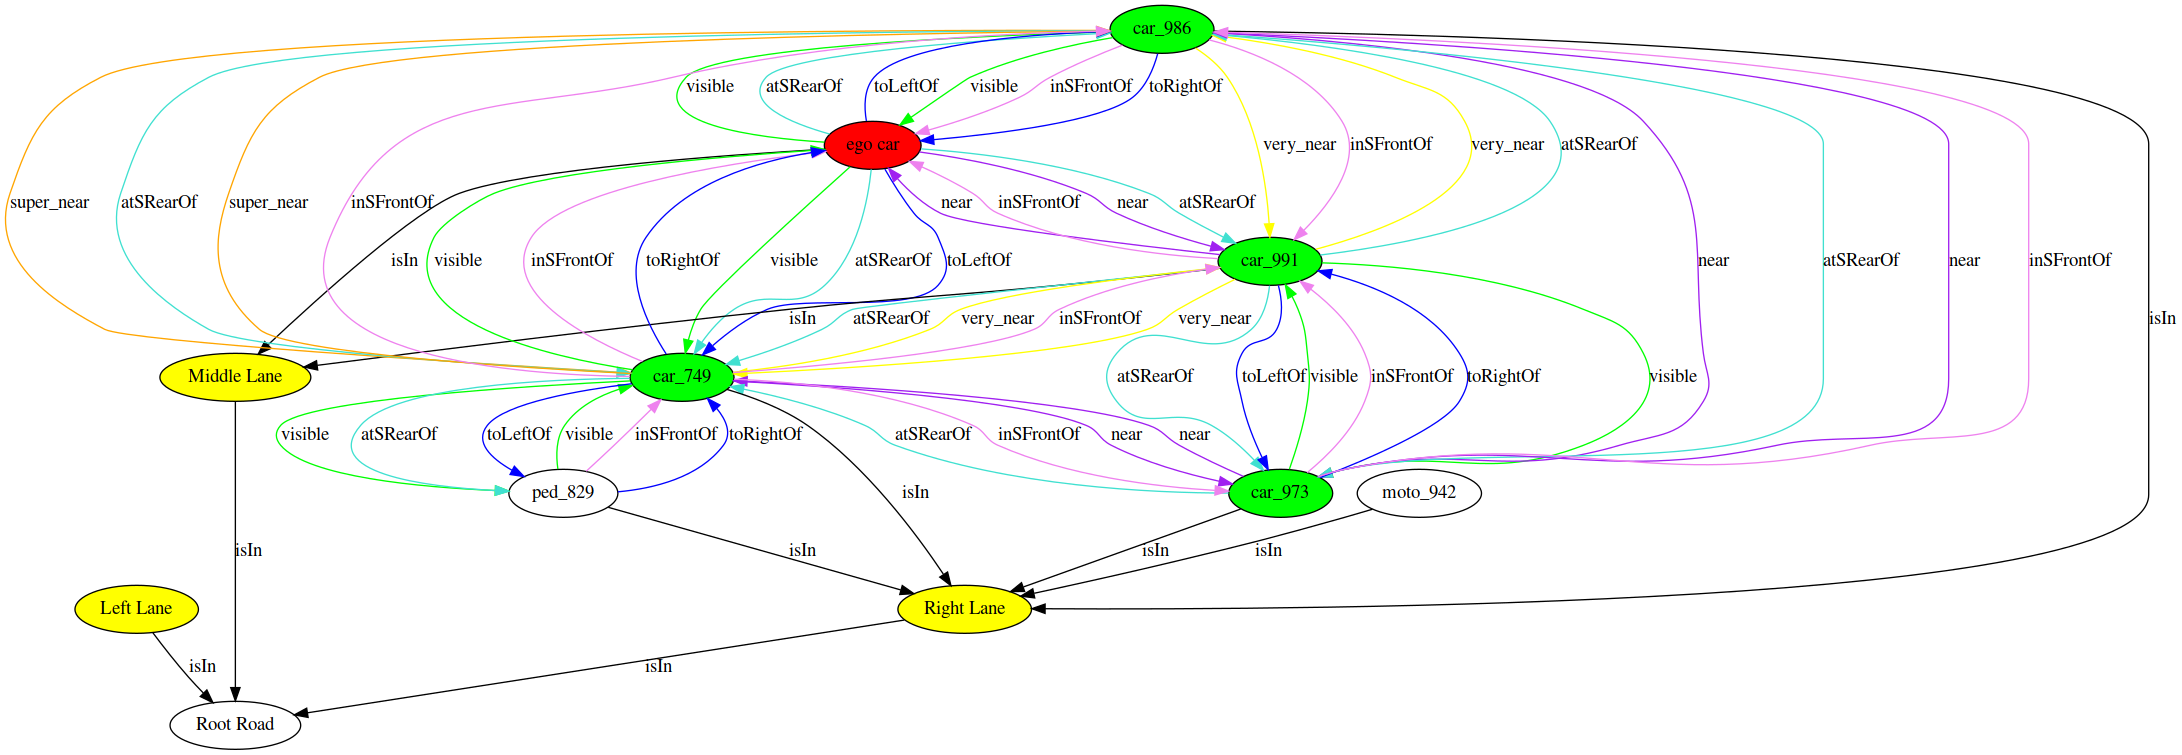 car_986
visible
atSRearOf
toLeftOf
visible
inSFrontOf
toRightOf
ego car
very_near
inSFrontOf
very_near
atSRearOf
super_near
atSRearOf
super_near
inSFrontOf
near
inSFrontOf
near
atSRearOf
isIn
visible
inSFrontOf
toRightOf
visible
atSRearOf
toLeftOf
car_991
near
atSRearOf
near
inSFrontOf
isIn
atSRearOf
very_near
inSFrontOf
very_near
isIn
Middle Lane
car_749
atSRearOf
toLeftOf
visible
inSFrontOf
toRightOf
visible
visible
atSRearOf
toLeftOf
visible
inSFrontOf
toRightOf
atSRearOf
inSFrontOf
near
near
ped_829
isIn
car_973
moto_942
isIn
isIn
isIn
isIn
Left Lane
Right Lane
isIn
isIn
Root Road